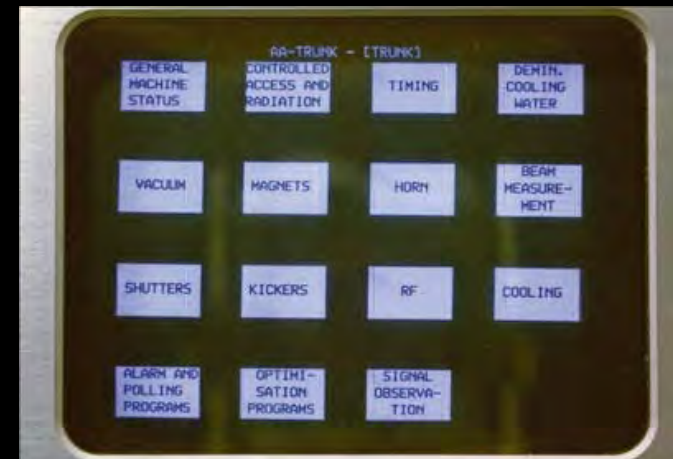 AA-TRUNK - [TRUNK]
GENERAL
MACHINE
STATUS
CONTROLLED
ACCESS AND
RADIATION
TIMING
DEMIN.
COOLING
WATER
VACUUM
MAGNETS
HORN
BEAM
MEASURE-
MENT
SHUTTERS
KICKERS
RF
COOLING
ALARM AND
POLLING
PROGRAMS
OPTIMI-
SATION
PROGRAMS
SIGNAL
OBSERVA-
TION